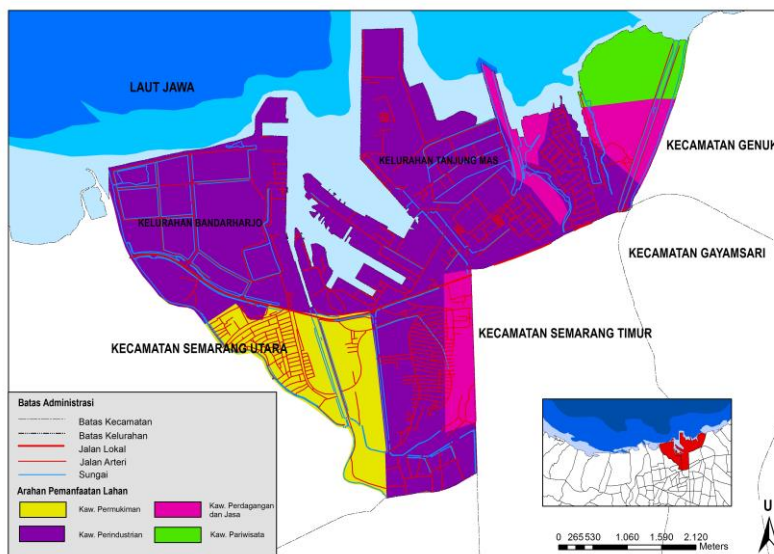 LAUT JAWA
KECAMATAN GENUK
KELURAHAN TANJUNG MAS
KELURAHAN BANDARHARJO
KECAMATAN GAYAMSARI
KECAMATAN SEMARANG TIMUR
KECAMATAN SEMARANG UTARA
Batas Administrasi
Batas Kecamatan
Batas Kelurahan
Jalan Lokal
Jalan Arteri
Sungai
Arahan Pemanfaatan Lahan
Kaw. Permukiman
Kaw. Perdagangan
dan Jasa
Kaw. Perindustrian
Kaw. Pariwisata
U
0 265530 1.060 1.590 2.120
Meters